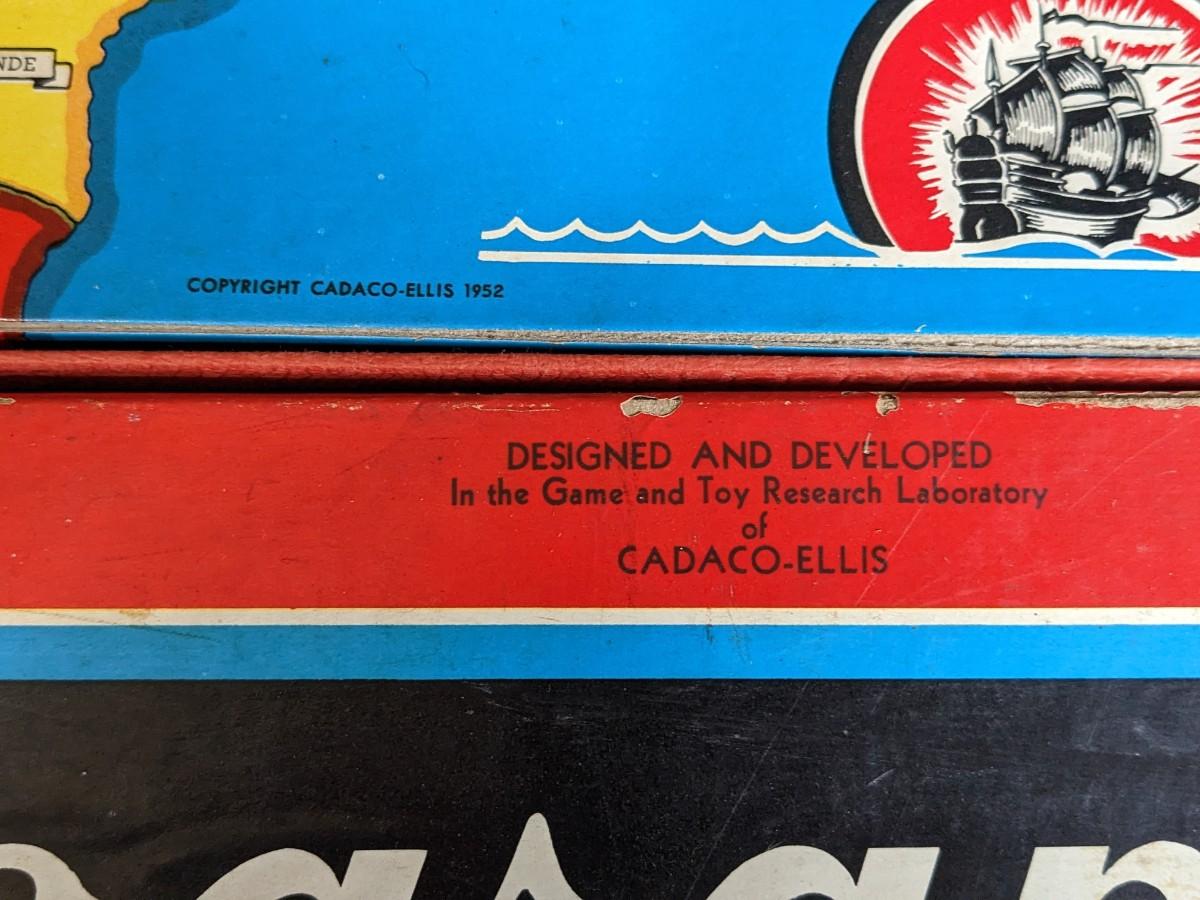 NDE
COPYRIGHT CADACO-ELLIS 1952
DESIGNED AND DEVELOPED
In the Game and Toy Research Laboratory
of
CADACO-ELLIS